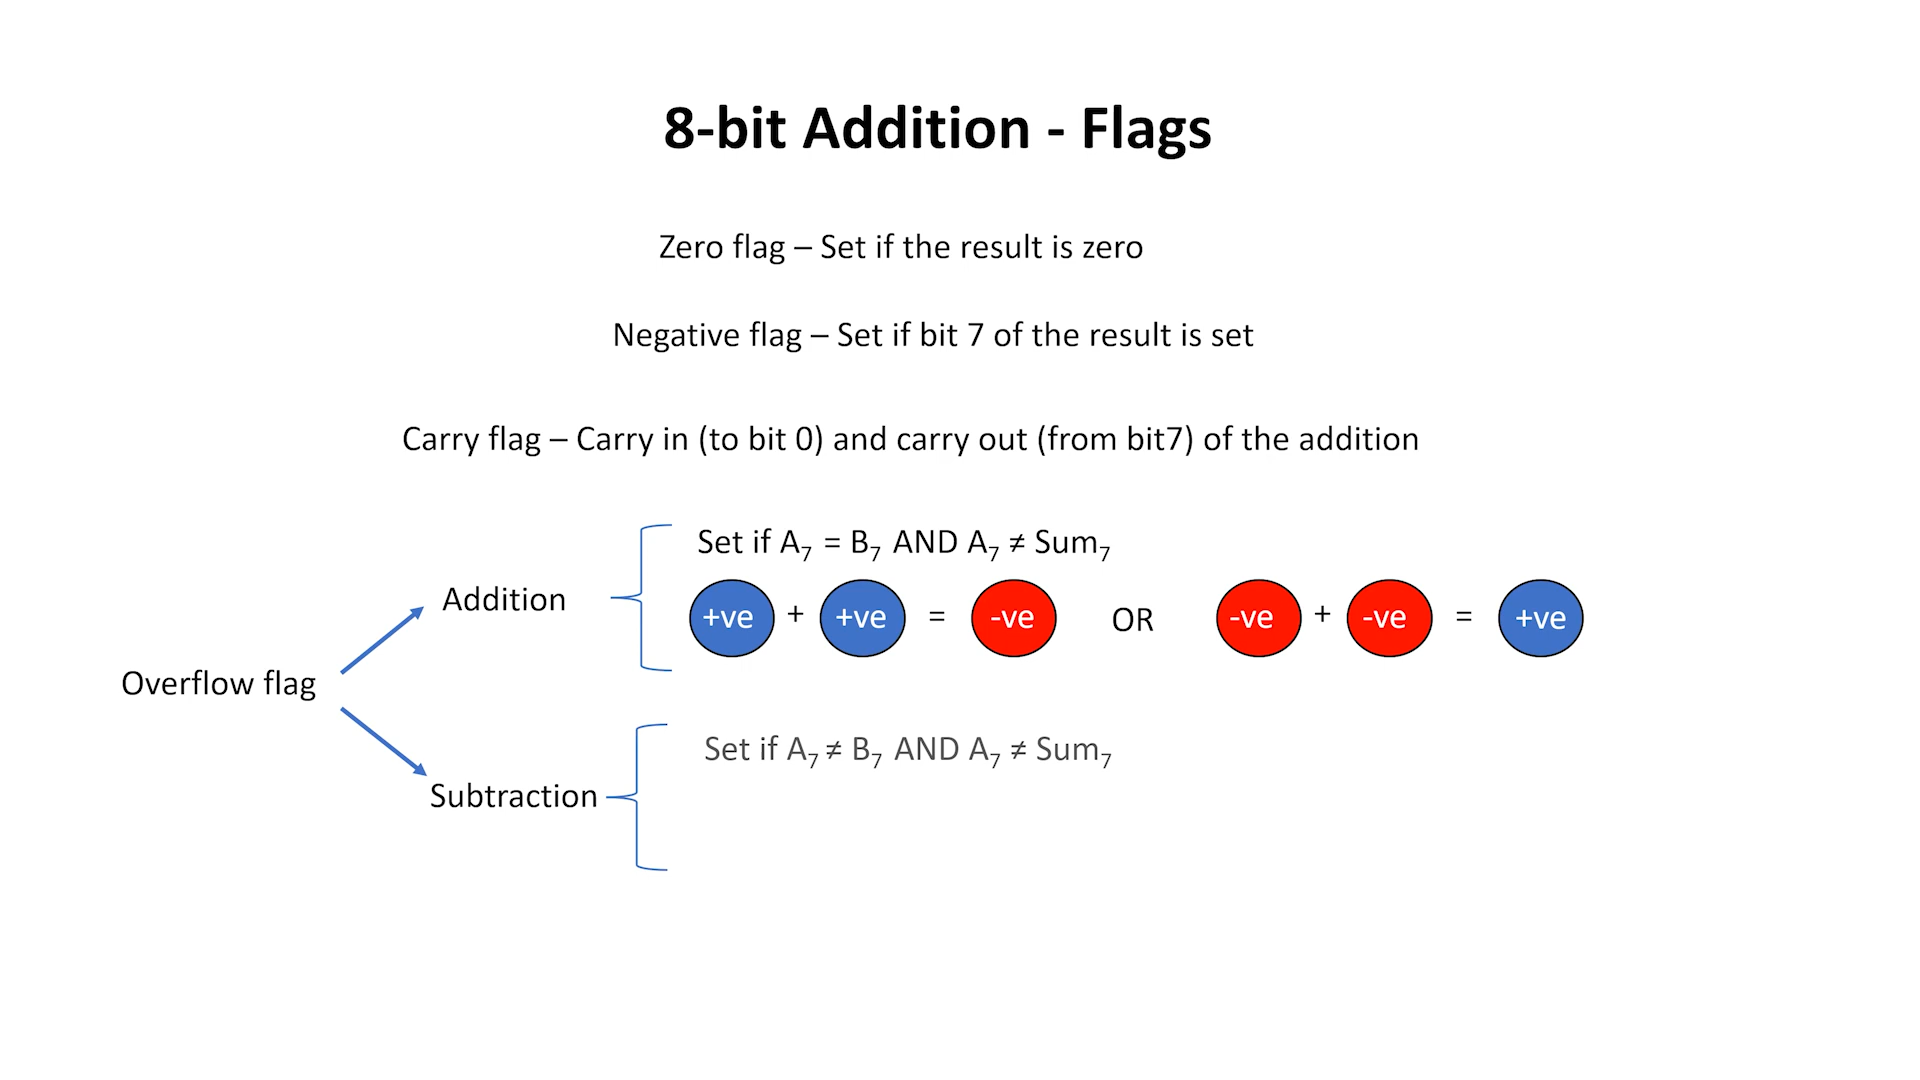 8-bit Addition - Flags
Zero flag – Set if the result is zero
Negative flag – Set if bit 7 of the result is set
Carry flag – Carry in (to bit 0) and carry out (from bit7) of the addition
Set if A₇ = B₇ AND A₇ ≠ Sum₇
Addition
+ve + +ve = -ve OR -ve + -ve = +ve
Overflow flag
Set if A₇ ≠ B₇ AND A₇ ≠ Sum₇
Subtraction